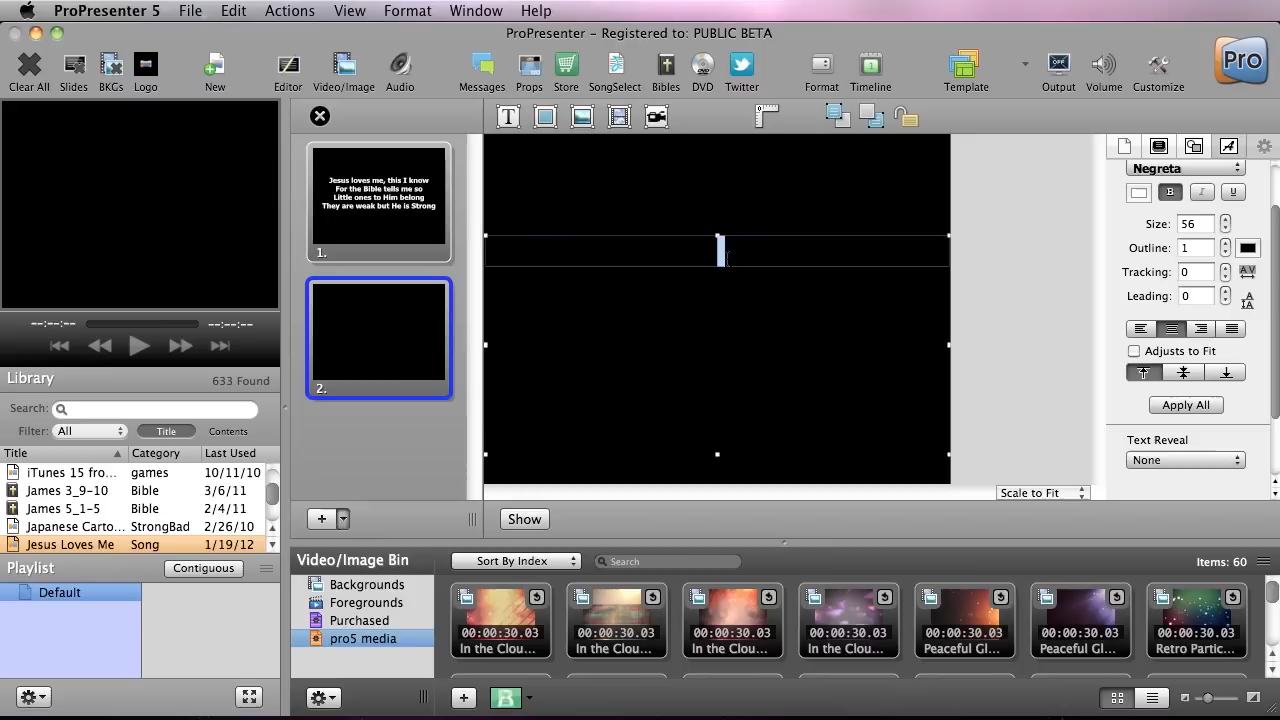 ProPresenter 5 File Edit Actions View Format Window Help
ProPresenter – Registered to: PUBLIC BETA
Clear All Slides BKGs Logo New Editor Video/Image Audio Messages Props Store SongSelect Bibles DVD Twitter Format Timeline Template Output Volume Customize
Pro
Jesus loves me, this I know
For the Bible tells me so
Little ones to Him belong
They are weak but He is Strong
1.
2.
--:--:-- --:--:--
Library 633 Found
Search:
Filter: All Title Contents
Title Category Last Used
iTunes 15 fro... games 10/11/10
James 3_9-10 Bible 3/6/11
James 5_1-5 Bible 2/4/11
Japanese Carto... StrongBad 2/26/10
Jesus Loves Me Song 1/19/12
Playlist Contiguous
Default
Negreta
B I U
Size: 56
Outline: 1
Tracking: 0
Leading: 0
Adjusts to Fit
Apply All
Text Reveal
None
Scale to Fit
Show
Video/Image Bin Sort By Index Search Items: 60
Backgrounds
Foregrounds
Purchased
pro5 media
00:00:30.03 00:00:30.03 00:00:30.03 00:00:30.03 00:00:30.03 00:00:30.03 00:00:30.03
In the Clou... In the Clou... In the Clou... In the Clou... Peaceful Gl... Peaceful Gl... Retro Partic...